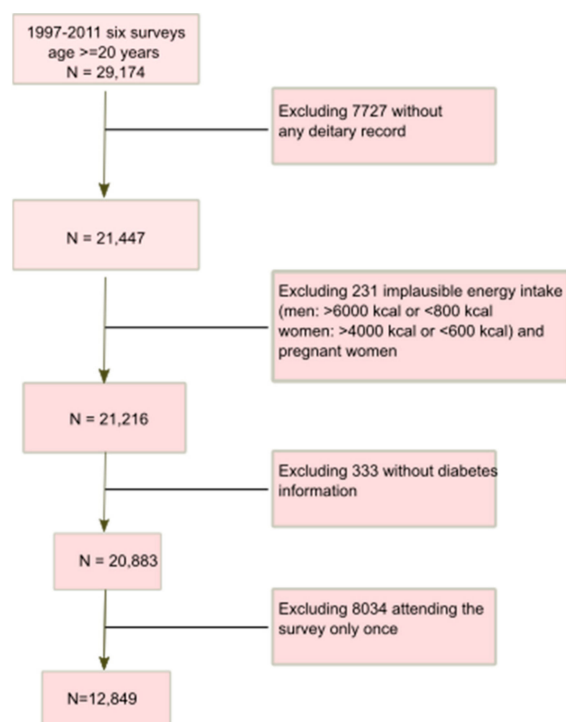 1997-2011 six surveys
age >=20 years
N = 29,174
Excluding 7727 without
any deitary record
N = 21,447
Excluding 231 implausible energy intake
(men: >6000 kcal or <800 kcal
women: >4000 kcal or <600 kcal) and
pregnant women
N = 21,216
Excluding 333 without diabetes
information
N = 20,883
Excluding 8034 attending the
survey only once
N=12,849